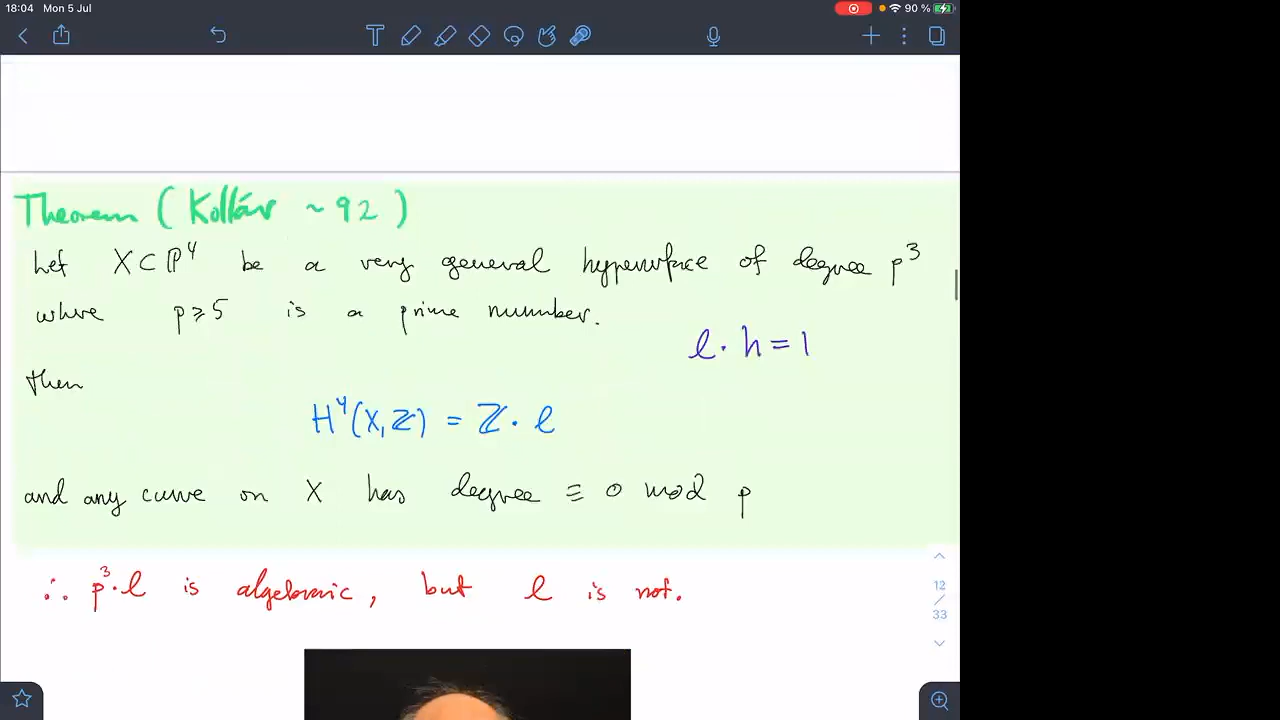 18:04 Mon 5 Jul 90 %
Theorem (Kollár ~ 92)
Let X ⊂ ℙ⁴ be a very general hypersurface of degree p³
where p ≥ 5 is a prime number.
l · h = 1
then
H⁴(X, ℤ) = ℤ · l
and any curve on X has degree ≡ 0 mod p
∴ p³ · l is algebraic, but l is not.
12
/
33